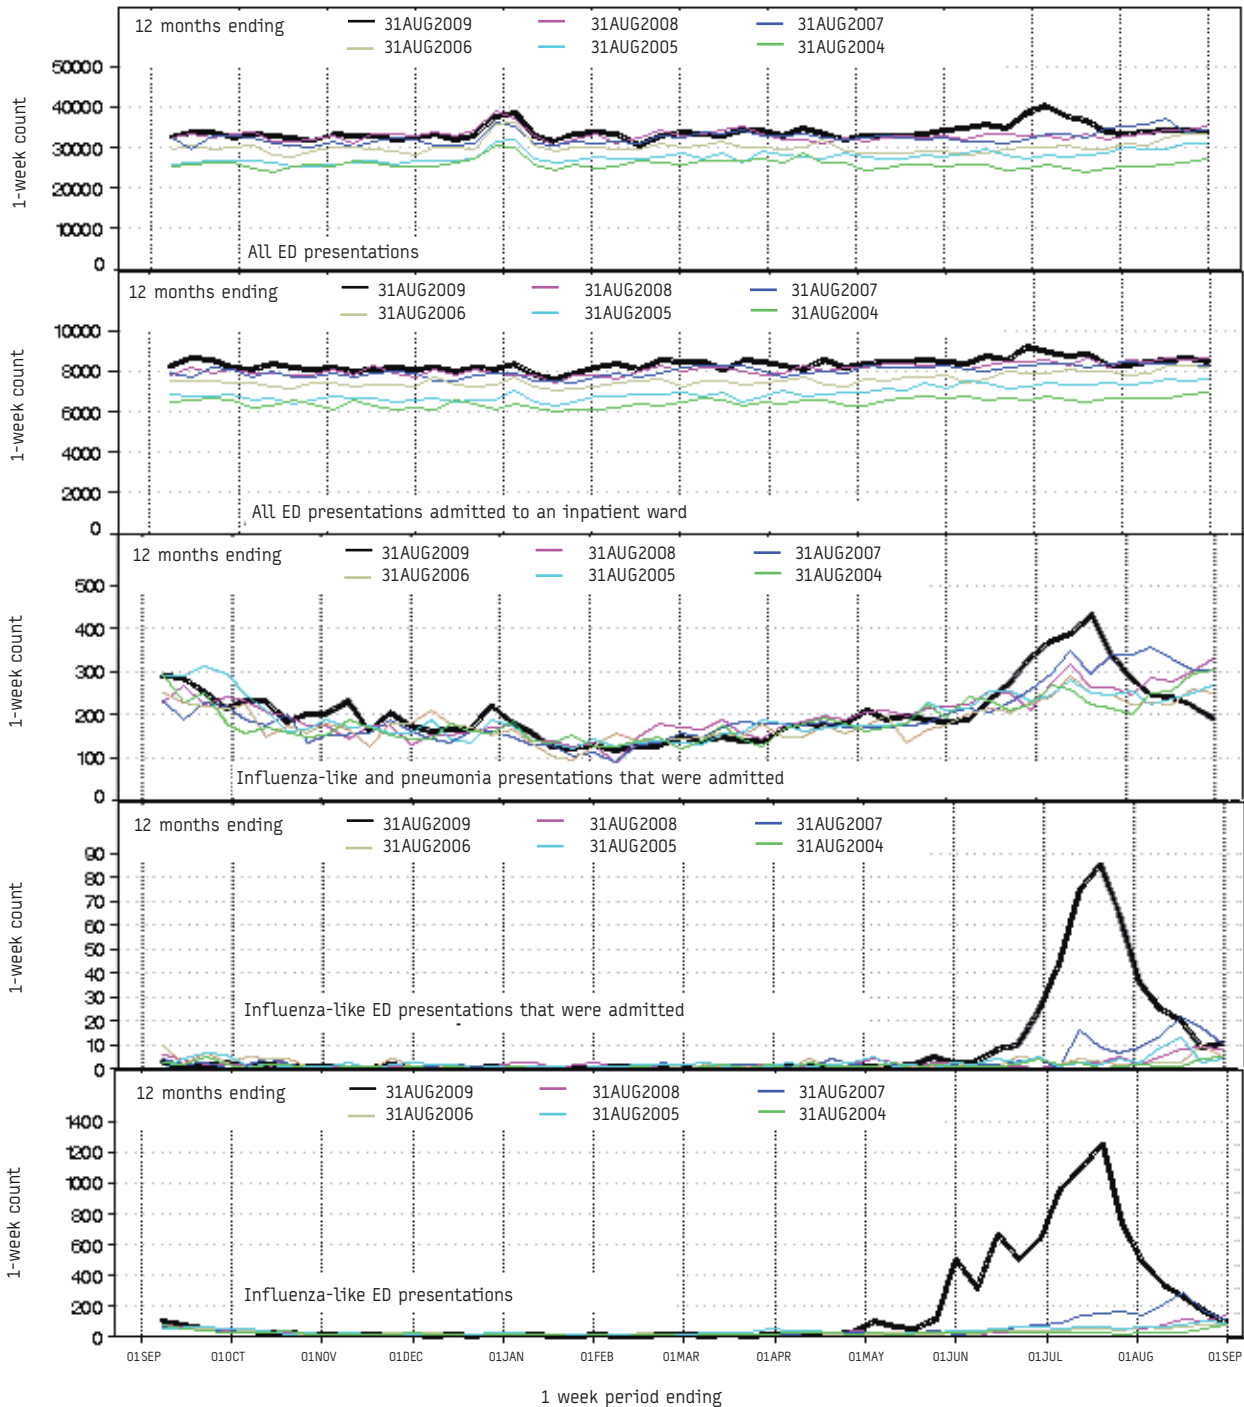 12 months ending 31AUG2009 31AUG2008 31AUG2007
31AUG2006 31AUG2005 31AUG2004
50000
40000
30000
20000
10000
0
1-week count
All ED presentations
12 months ending 31AUG2009 31AUG2008 31AUG2007
31AUG2006 31AUG2005 31AUG2004
10000
8000
6000
4000
2000
0
1-week count
All ED presentations admitted to an inpatient ward
12 months ending 31AUG2009 31AUG2008 31AUG2007
31AUG2006 31AUG2005 31AUG2004
500
400
300
200
100
0
1-week count
Influenza-like and pneumonia presentations that were admitted
12 months ending 31AUG2009 31AUG2008 31AUG2007
31AUG2006 31AUG2005 31AUG2004
90
80
70
60
50
40
30
20
10
0
1-week count
Influenza-like ED presentations that were admitted
12 months ending 31AUG2009 31AUG2008 31AUG2007
31AUG2006 31AUG2005 31AUG2004
1400
1200
1000
800
600
400
200
0
1-week count
Influenza-like ED presentations
01SEP 01OCT 01NOV 01DEC 01JAN 01FEB 01MAR 01APR 01MAY 01JUN 01JUL 01AUG 01SEP
1 week period ending